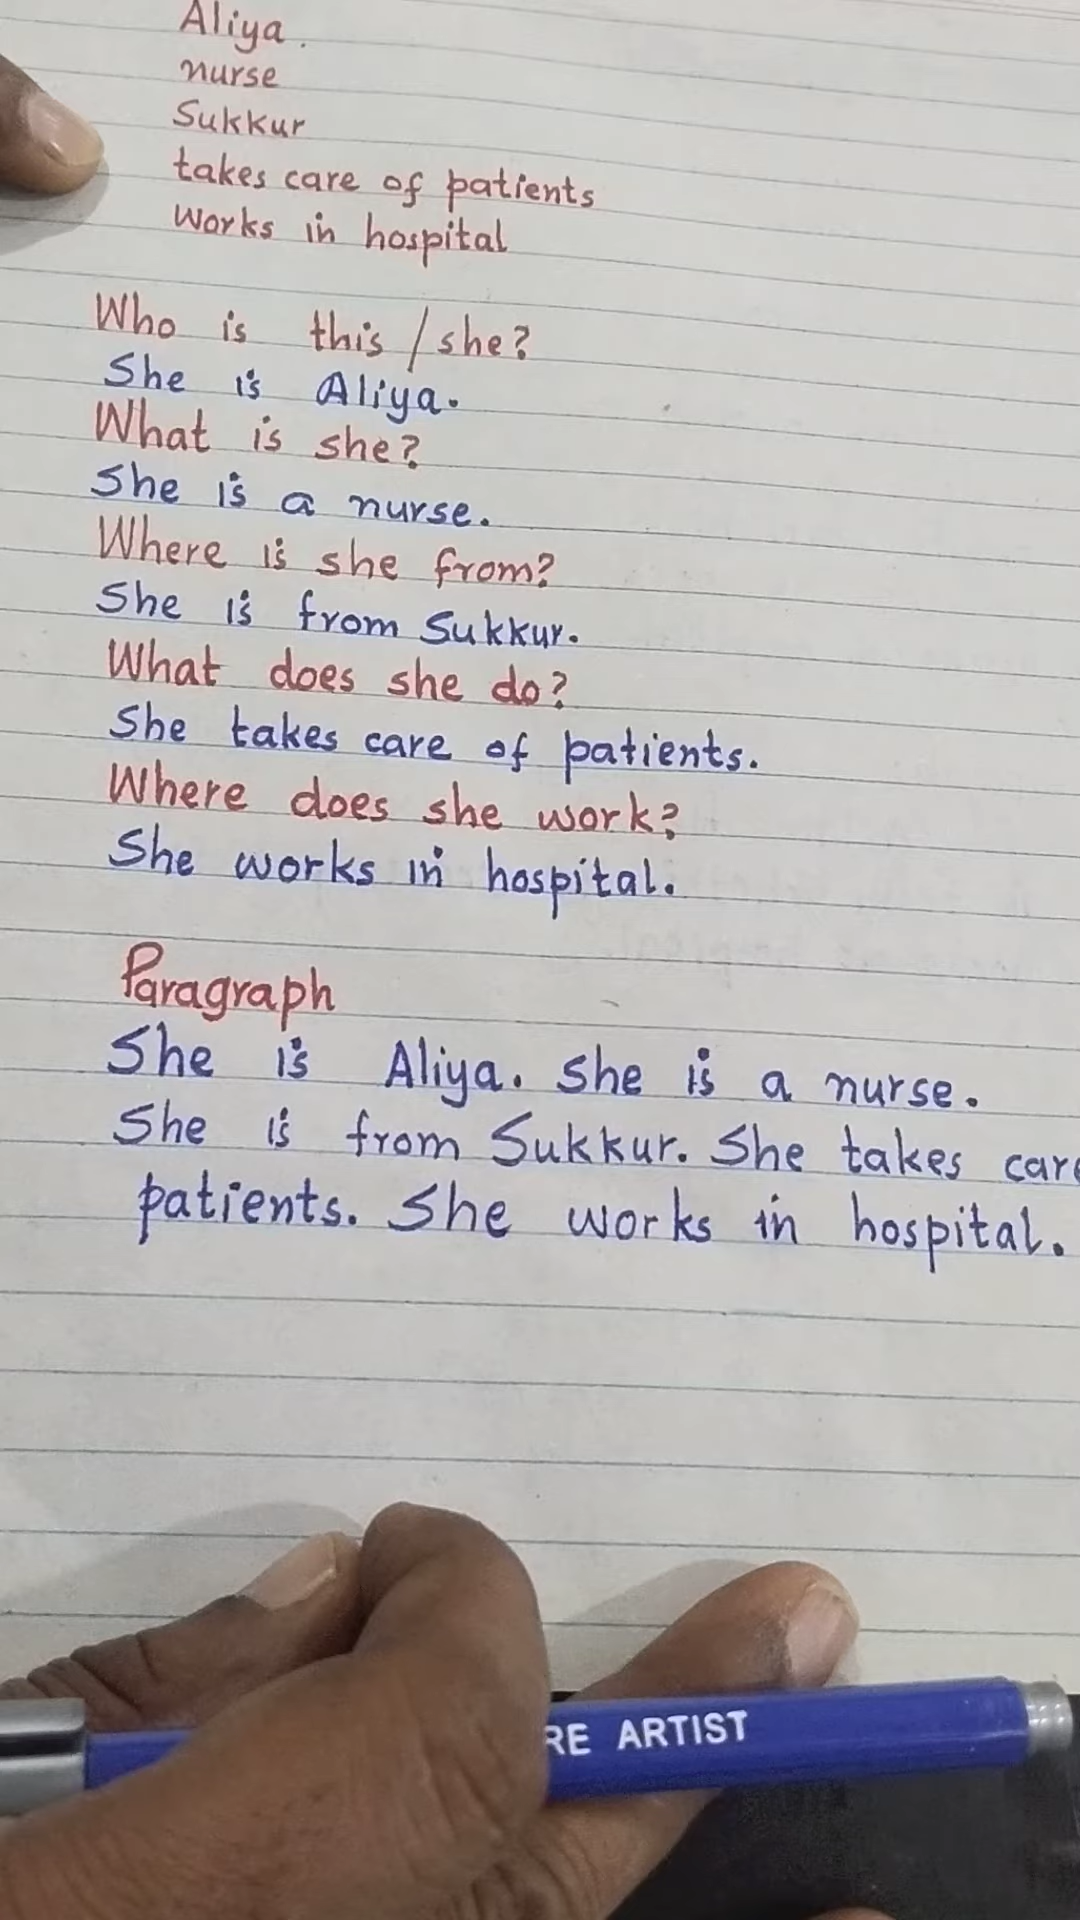 Aliya.
nurse
Sukkur
takes care of patients
works in hospital
Who is this / she?
She is Aliya.
What is she?
She is a nurse.
Where is she from?
She is from Sukkur.
What does she do?
She takes care of patients.
Where does she work?
She works in hospital.
Paragraph
She is Aliya. She is a nurse.
She is from Sukkur. She takes care
patients. She works in hospital.
RE ARTIST